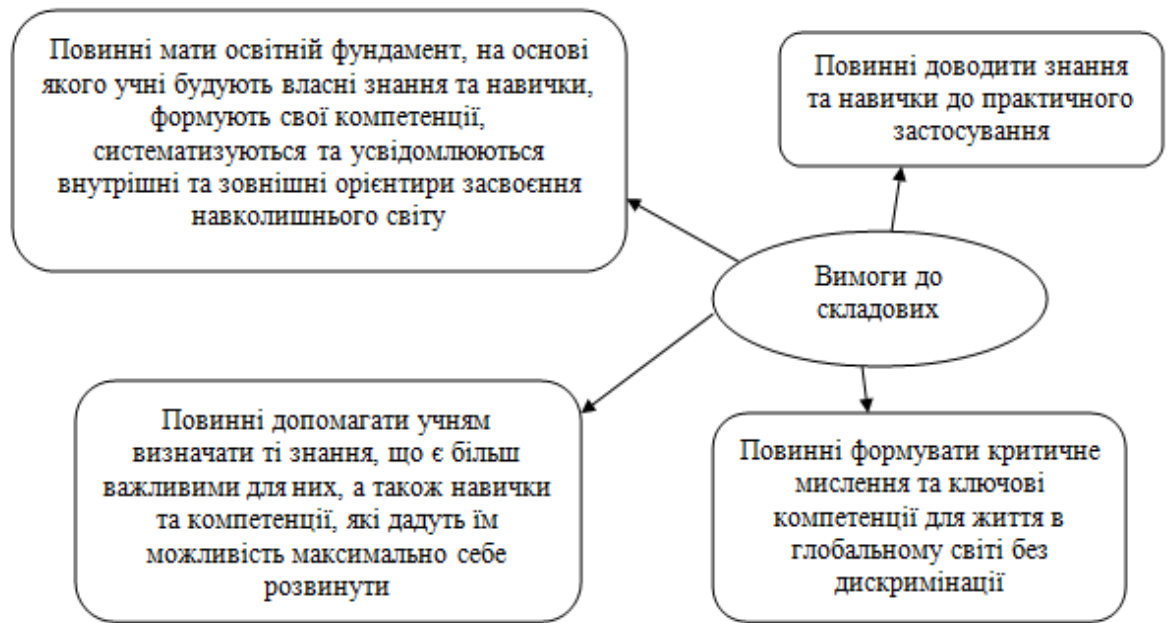 Повинні мати освітній фундамент, на основі
якого учні будують власні знання та навички,
формують свої компетенції,
систематизуються та усвідомлюються
внутрішні та зовнішні орієнтири засвоєння
навколишнього світу
Повинні доводити знання
та навички до практичного
застосування
Вимоги до
складових
Повинні допомагати учням
визначати ті знання, що є більш
важливими для них, а також навички
та компетенції, які дадуть їм
можливість максимально себе
розвинути
Повинні формувати критичне
мислення та ключові
компетенції для життя в
глобальному світі без
дискримінації